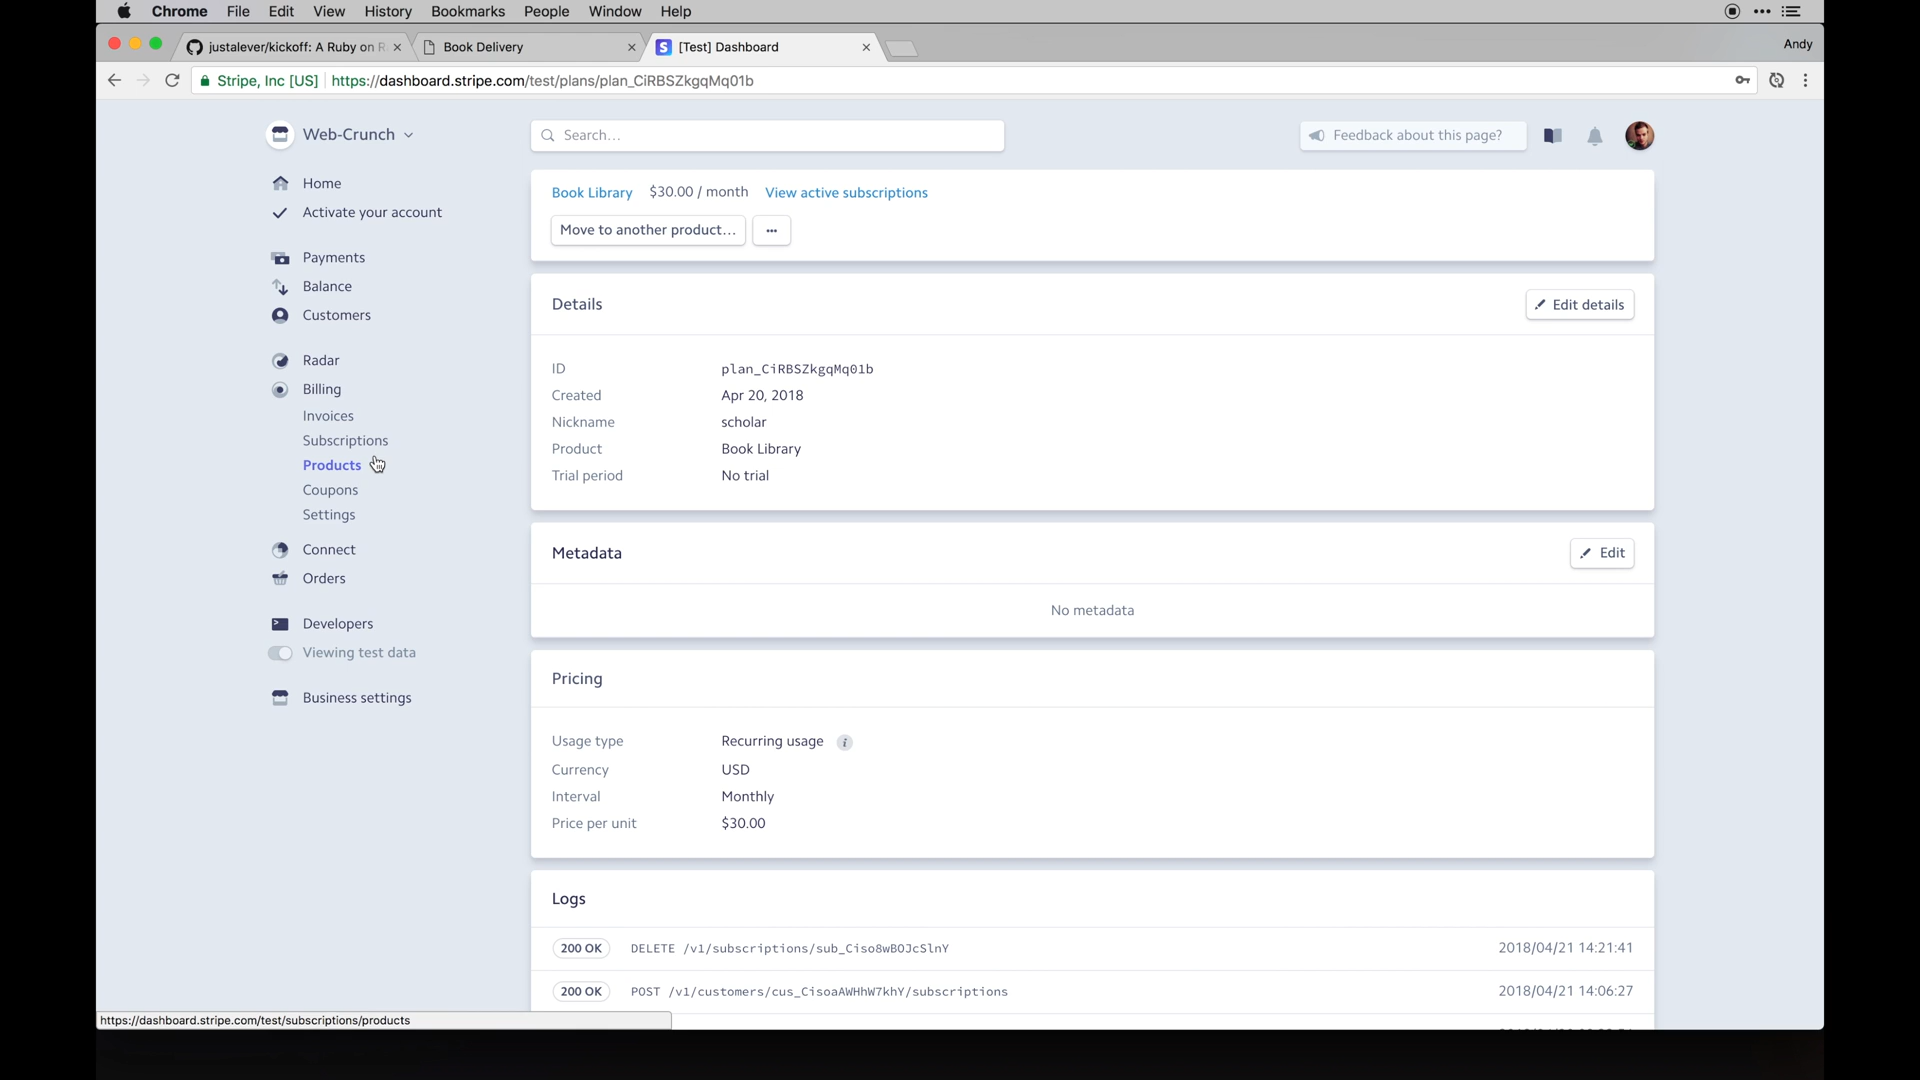 Chrome File Edit View History Bookmarks People Window Help
justalever/kickoff: A Ruby on R
Book Delivery
[Test] Dashboard
Andy
Stripe, Inc [US] https://dashboard.stripe.com/test/plans/plan_CiRBSZkgqMq01b
Web-Crunch
Search…
Feedback about this page?
Home
Activate your account
Payments
Balance
Customers
Radar
Billing
Invoices
Subscriptions
Products
Coupons
Settings
Connect
Orders
Developers
Viewing test data
Business settings
Book Library $30.00 / month View active subscriptions
Move to another product…
Details
Edit details
ID plan_CiRBSZkgqMq01b
Created Apr 20, 2018
Nickname scholar
Product Book Library
Trial period No trial
Metadata
Edit
No metadata
Pricing
Usage type Recurring usage
Currency USD
Interval Monthly
Price per unit $30.00
Logs
200 OK DELETE /v1/subscriptions/sub_Ciso8wBOJcSlnY 2018/04/21 14:21:41
200 OK POST /v1/customers/cus_CisoaAWHhW7khY/subscriptions 2018/04/21 14:06:27
https://dashboard.stripe.com/test/subscriptions/products